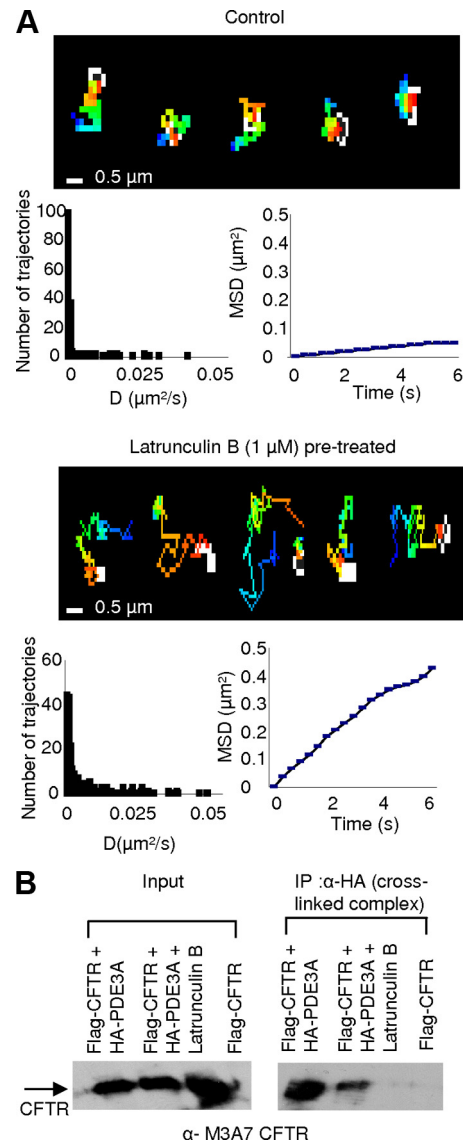 A
Control
0.5 µm
Number of trajectories
100
80
60
40
20
0
0
0.025
0.05
D (µm²/s)
MSD (µm²)
0.5
0.4
0.3
0.2
0.1
0
0
2
4
6
Time (s)
Latrunculin B (1 µM) pre-treated
0.5 µm
Number of trajectories
60
40
20
0
0
0.025
0.05
D(µm²/s)
MSD (µm²)
0.5
0.4
0.3
0.2
0.1
0
0
2
4
6
Time (s)
B
Input
IP :α-HA (cross-
linked complex)
Flag-CFTR +
HA-PDE3A
Flag-CFTR +
HA-PDE3A +
Latrunculin B
Flag-CFTR
Flag-CFTR +
HA-PDE3A
Flag-CFTR +
HA-PDE3A +
Latrunculin B
Flag-CFTR
CFTR
α- M3A7 CFTR